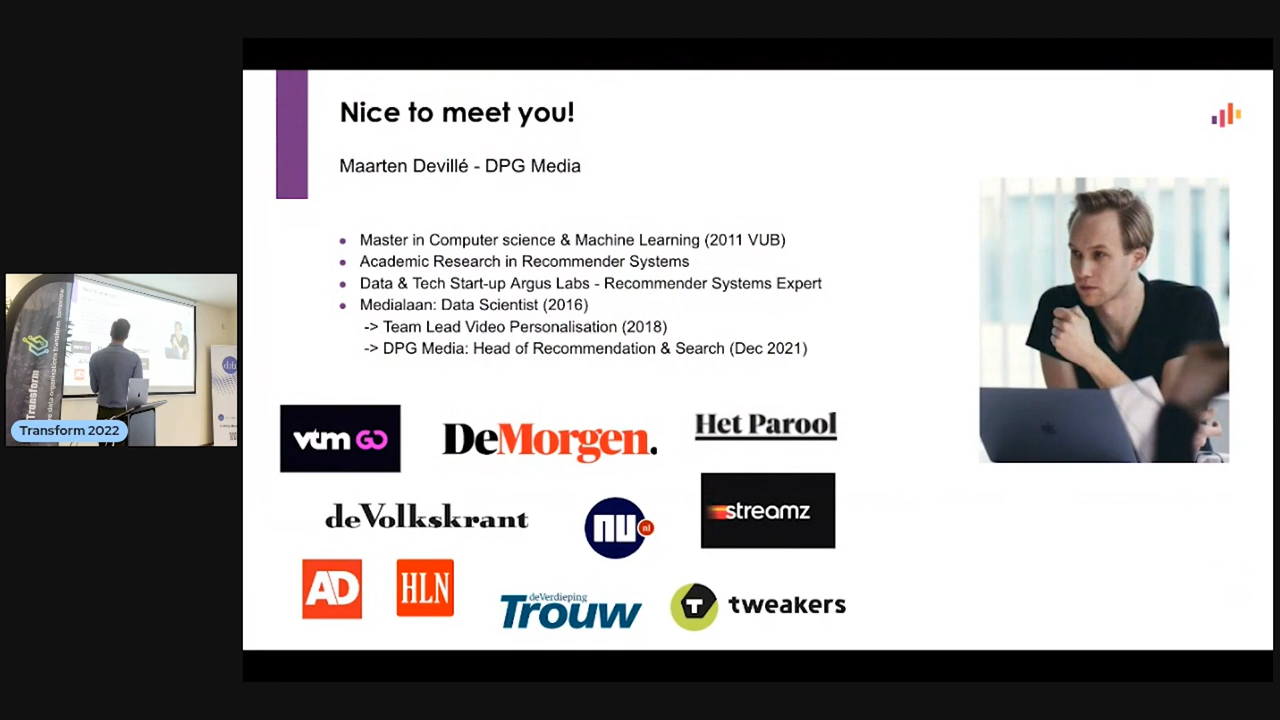 Nice to meet you!
Maarten Devillé - DPG Media
Master in Computer science & Machine Learning (2011 VUB)
Academic Research in Recommender Systems
Data & Tech Start-up Argus Labs - Recommender Systems Expert
Medialaan: Data Scientist (2016)
-> Team Lead Video Personalisation (2018)
-> DPG Media: Head of Recommendation & Search (Dec 2021)
vtm GO
DeMorgen.
Het Parool
deVolkskrant
nu nl
streamz
AD
HLN
deVerdieping
Trouw
T tweakers
Transform
Transform 2022